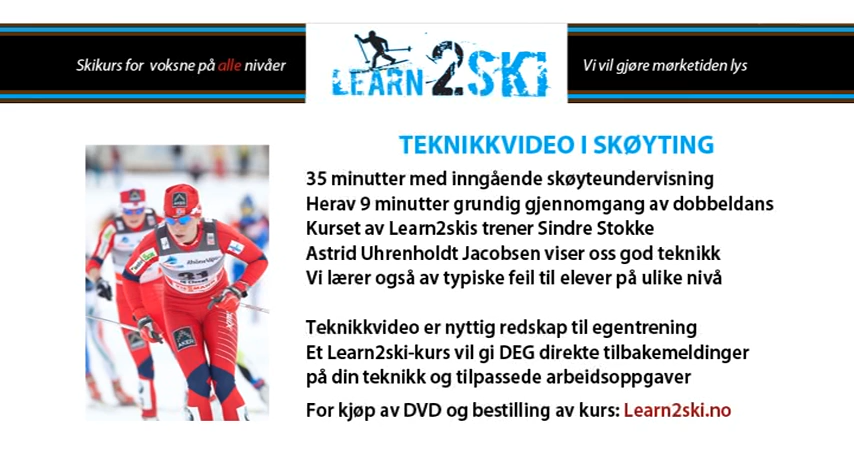 Skikurs for voksne på alle nivåer
LEARN2SKI
Vi vil gjøre mørketiden lys
TEKNIKKVIDEO I SKØYTING
35 minutter med inngående skøyteundervisning
Herav 9 minutter grundig gjennomgang av dobbeldans
Kurset av Learn2skis trener Sindre Stokke
Astrid Uhrenholdt Jacobsen viser oss god teknikk
Vi lærer også av typiske feil til elever på ulike nivå
Teknikkvideo er nyttig redskap til egentrening
Et Learn2ski-kurs vil gi DEG direkte tilbakemeldinger
på din teknikk og tilpassede arbeidsoppgaver
For kjøp av DVD og bestilling av kurs: Learn2ski.no
31
AKER